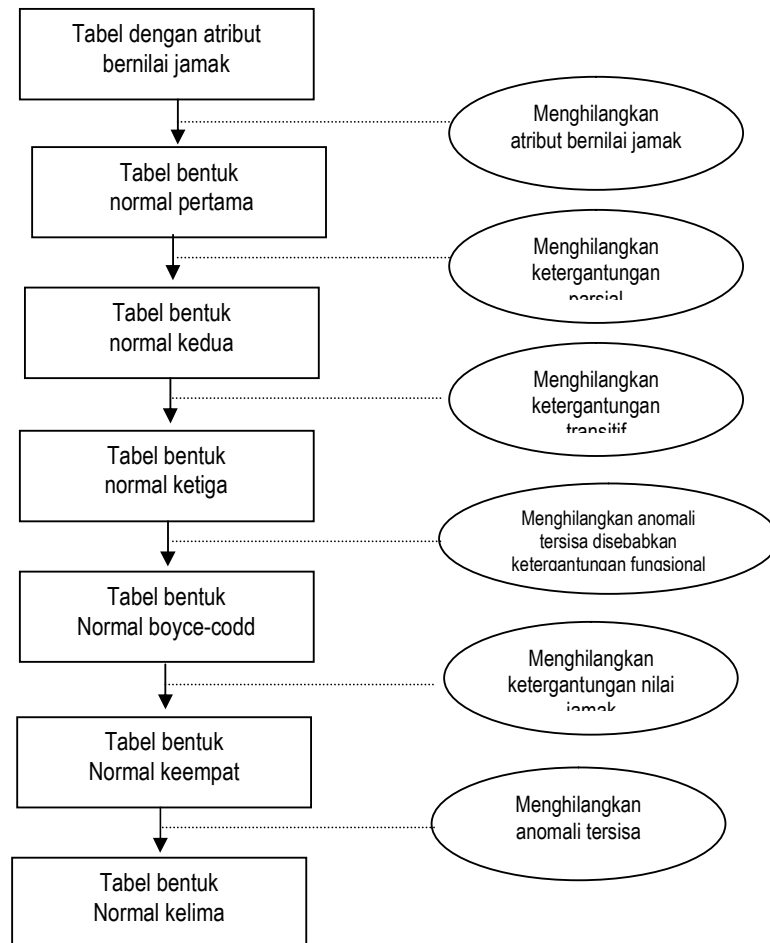 Tabel dengan atribut
bernilai jamak
Menghilangkan
atribut bernilai jamak
Tabel bentuk
normal pertama
Menghilangkan
ketergantungan
parsial
Tabel bentuk
normal kedua
Menghilangkan
ketergantungan
transitif
Tabel bentuk
normal ketiga
Menghilangkan anomali
tersisa disebabkan
ketergantungan fungsional
Tabel bentuk
Normal boyce-codd
Menghilangkan
ketergantungan nilai
jamak
Tabel bentuk
Normal keempat
Menghilangkan
anomali tersisa
Tabel bentuk
Normal kelima